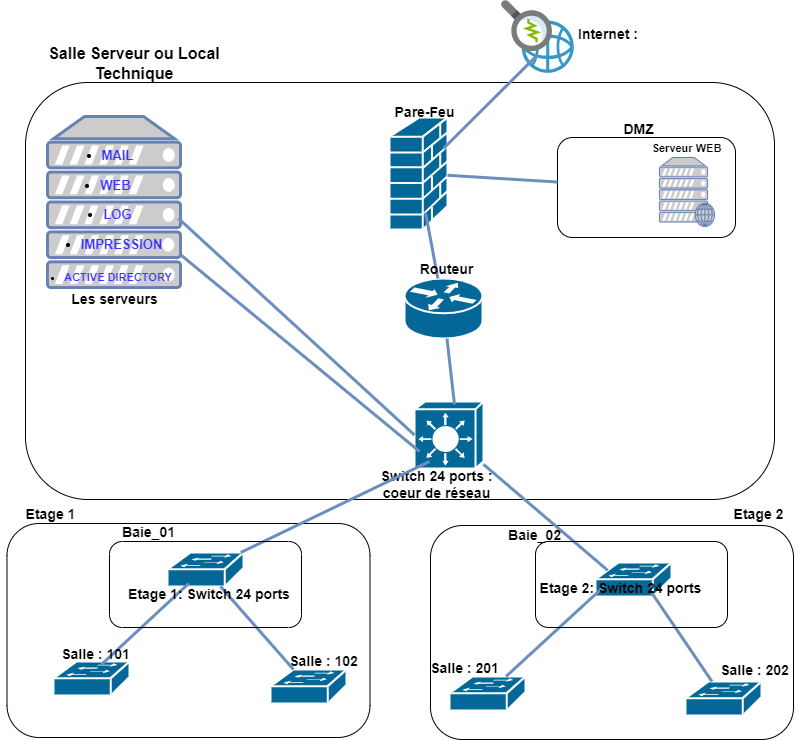 Internet :
Salle Serveur ou Local
Technique
Pare-Feu
DMZ
Serveur WEB
MAIL
WEB
LOG
IMPRESSION
ACTIVE DIRECTORY
Les serveurs
Routeur
Switch 24 ports :
coeur de réseau
Etage 1
Etage 2
Baie_01
Baie_02
Etage 1: Switch 24 ports
Etage 2: Switch 24 ports
Salle : 101
Salle : 102
Salle : 201
Salle : 202